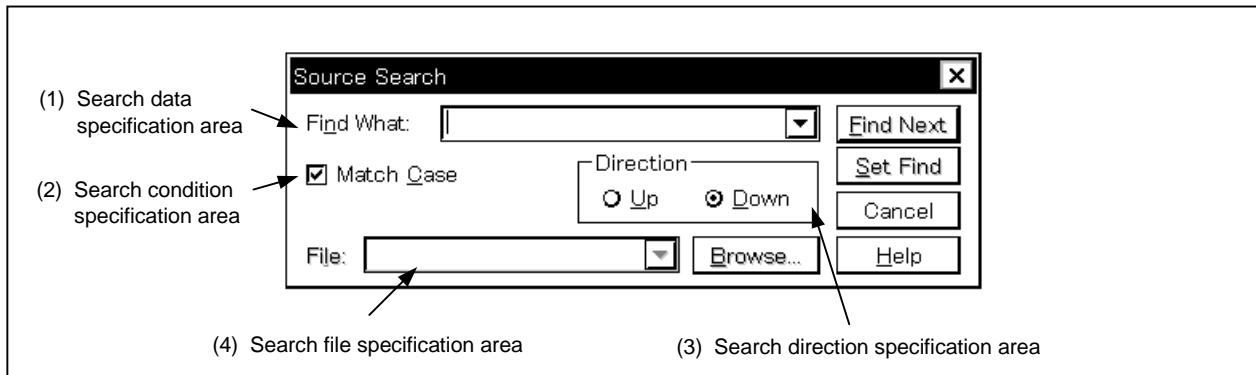 Source Search
(1) Search data
specification area
Find What:
Find Next
(2) Search condition
specification area
Match Case
Direction
Up
Down
Set Find
Cancel
File:
Browse...
Help
(4) Search file specification area
(3) Search direction specification area